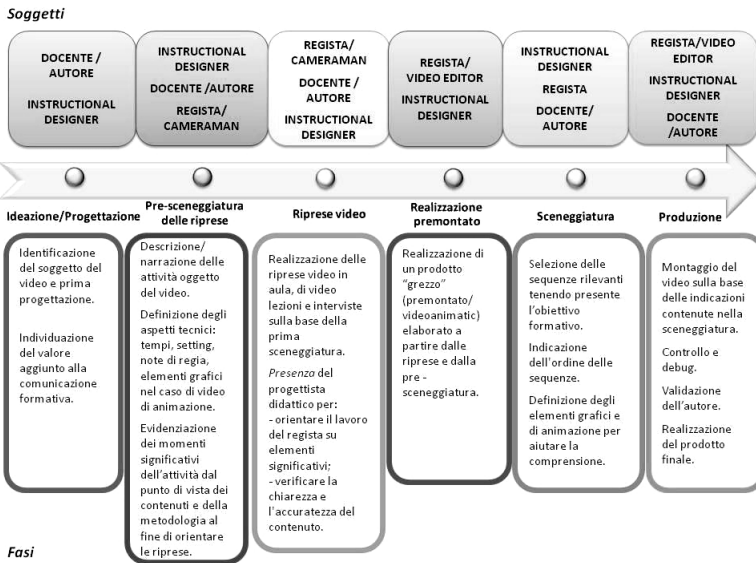 Soggetti
DOCENTE /
AUTORE
INSTRUCTIONAL
DESIGNER
INSTRUCTIONAL
DESIGNER
DOCENTE /AUTORE
REGISTA/
CAMERAMAN
REGISTA/
CAMERAMAN
DOCENTE /
AUTORE
INSTRUCTIONAL
DESIGNER
REGISTA/
VIDEO EDITOR
INSTRUCTIONAL
DESIGNER
INSTRUCTIONAL
DESIGNER
REGISTA
DOCENTE/
AUTORE
REGISTA/VIDEO
EDITOR
INSTRUCTIONAL
DESIGNER
DOCENTE
/AUTORE
Ideazione/Progettazione
Pre-sceneggiatura
delle riprese
Riprese video
Realizzazione
premontato
Sceneggiatura
Produzione
Identificazione
del soggetto del
video e prima
progettazione.
Individuazione
del valore
aggiunto alla
comunicazione
formativa.
Descrizione/
narrazione delle
attività oggetto
del video.
Definizione degli
aspetti tecnici:
tempi, setting,
note di regia,
elementi grafici
nel caso di video
di animazione.
Evidenziazione
dei momenti
significativi
dell'attività dal
punto di vista dei
contenuti e della
metodologia al
fine di orientare
le riprese.
Realizzazione delle
riprese video in
aula, di video
lezioni e interviste
sulla base della
prima
sceneggiatura.
Presenza del
progettista
didattico per:
- orientare il lavoro
del regista su
elementi
significativi;
- verificare la
chiarezza e
l'accuratezza del
contenuto.
Realizzazione di
un prodotto
"grezzo"
(premontato/
videoanimatic)
elaborato a
partire dalle
riprese e dalla
pre -
sceneggiatura.
Selezione delle
sequenze rilevanti
tenendo presente
l'obiettivo
formativo.
Indicazione
dell'ordine delle
sequenze.
Definizione degli
elementi grafici e
di animazione per
aiutare la
comprensione.
Montaggio del
video sulla base
delle indicazioni
contenute nella
sceneggiatura.
Controllo e
debug.
Validazione
dell'autore.
Realizzazione
del prodotto
finale.
Fasi